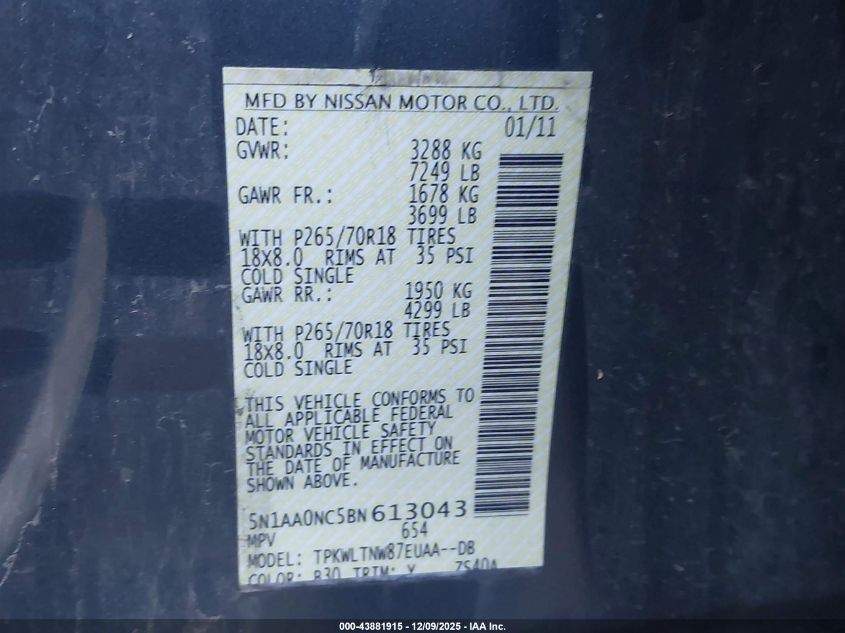 MFD BY NISSAN MOTOR CO., LTD.
DATE: 01/11
GVWR: 3288 KG
7249 LB
GAWR FR.: 1678 KG
3699 LB
WITH P265/70R18 TIRES
18X8.0 RIMS AT 35 PSI
COLD SINGLE
GAWR RR.: 1950 KG
4299 LB
WITH P265/70R18 TIRES
18X8.0 RIMS AT 35 PSI
COLD SINGLE
THIS VEHICLE CONFORMS TO
ALL APPLICABLE FEDERAL
MOTOR VEHICLE SAFETY
STANDARDS IN EFFECT ON
THE DATE OF MANUFACTURE
SHOWN ABOVE.
5N1AA0NC5BN613043
MPV 654
MODEL: TPKWLTNW87EUAA--DB
COLOR: B30 TRIM:
000-43881915 - 12/09/2025 - IAA Inc.